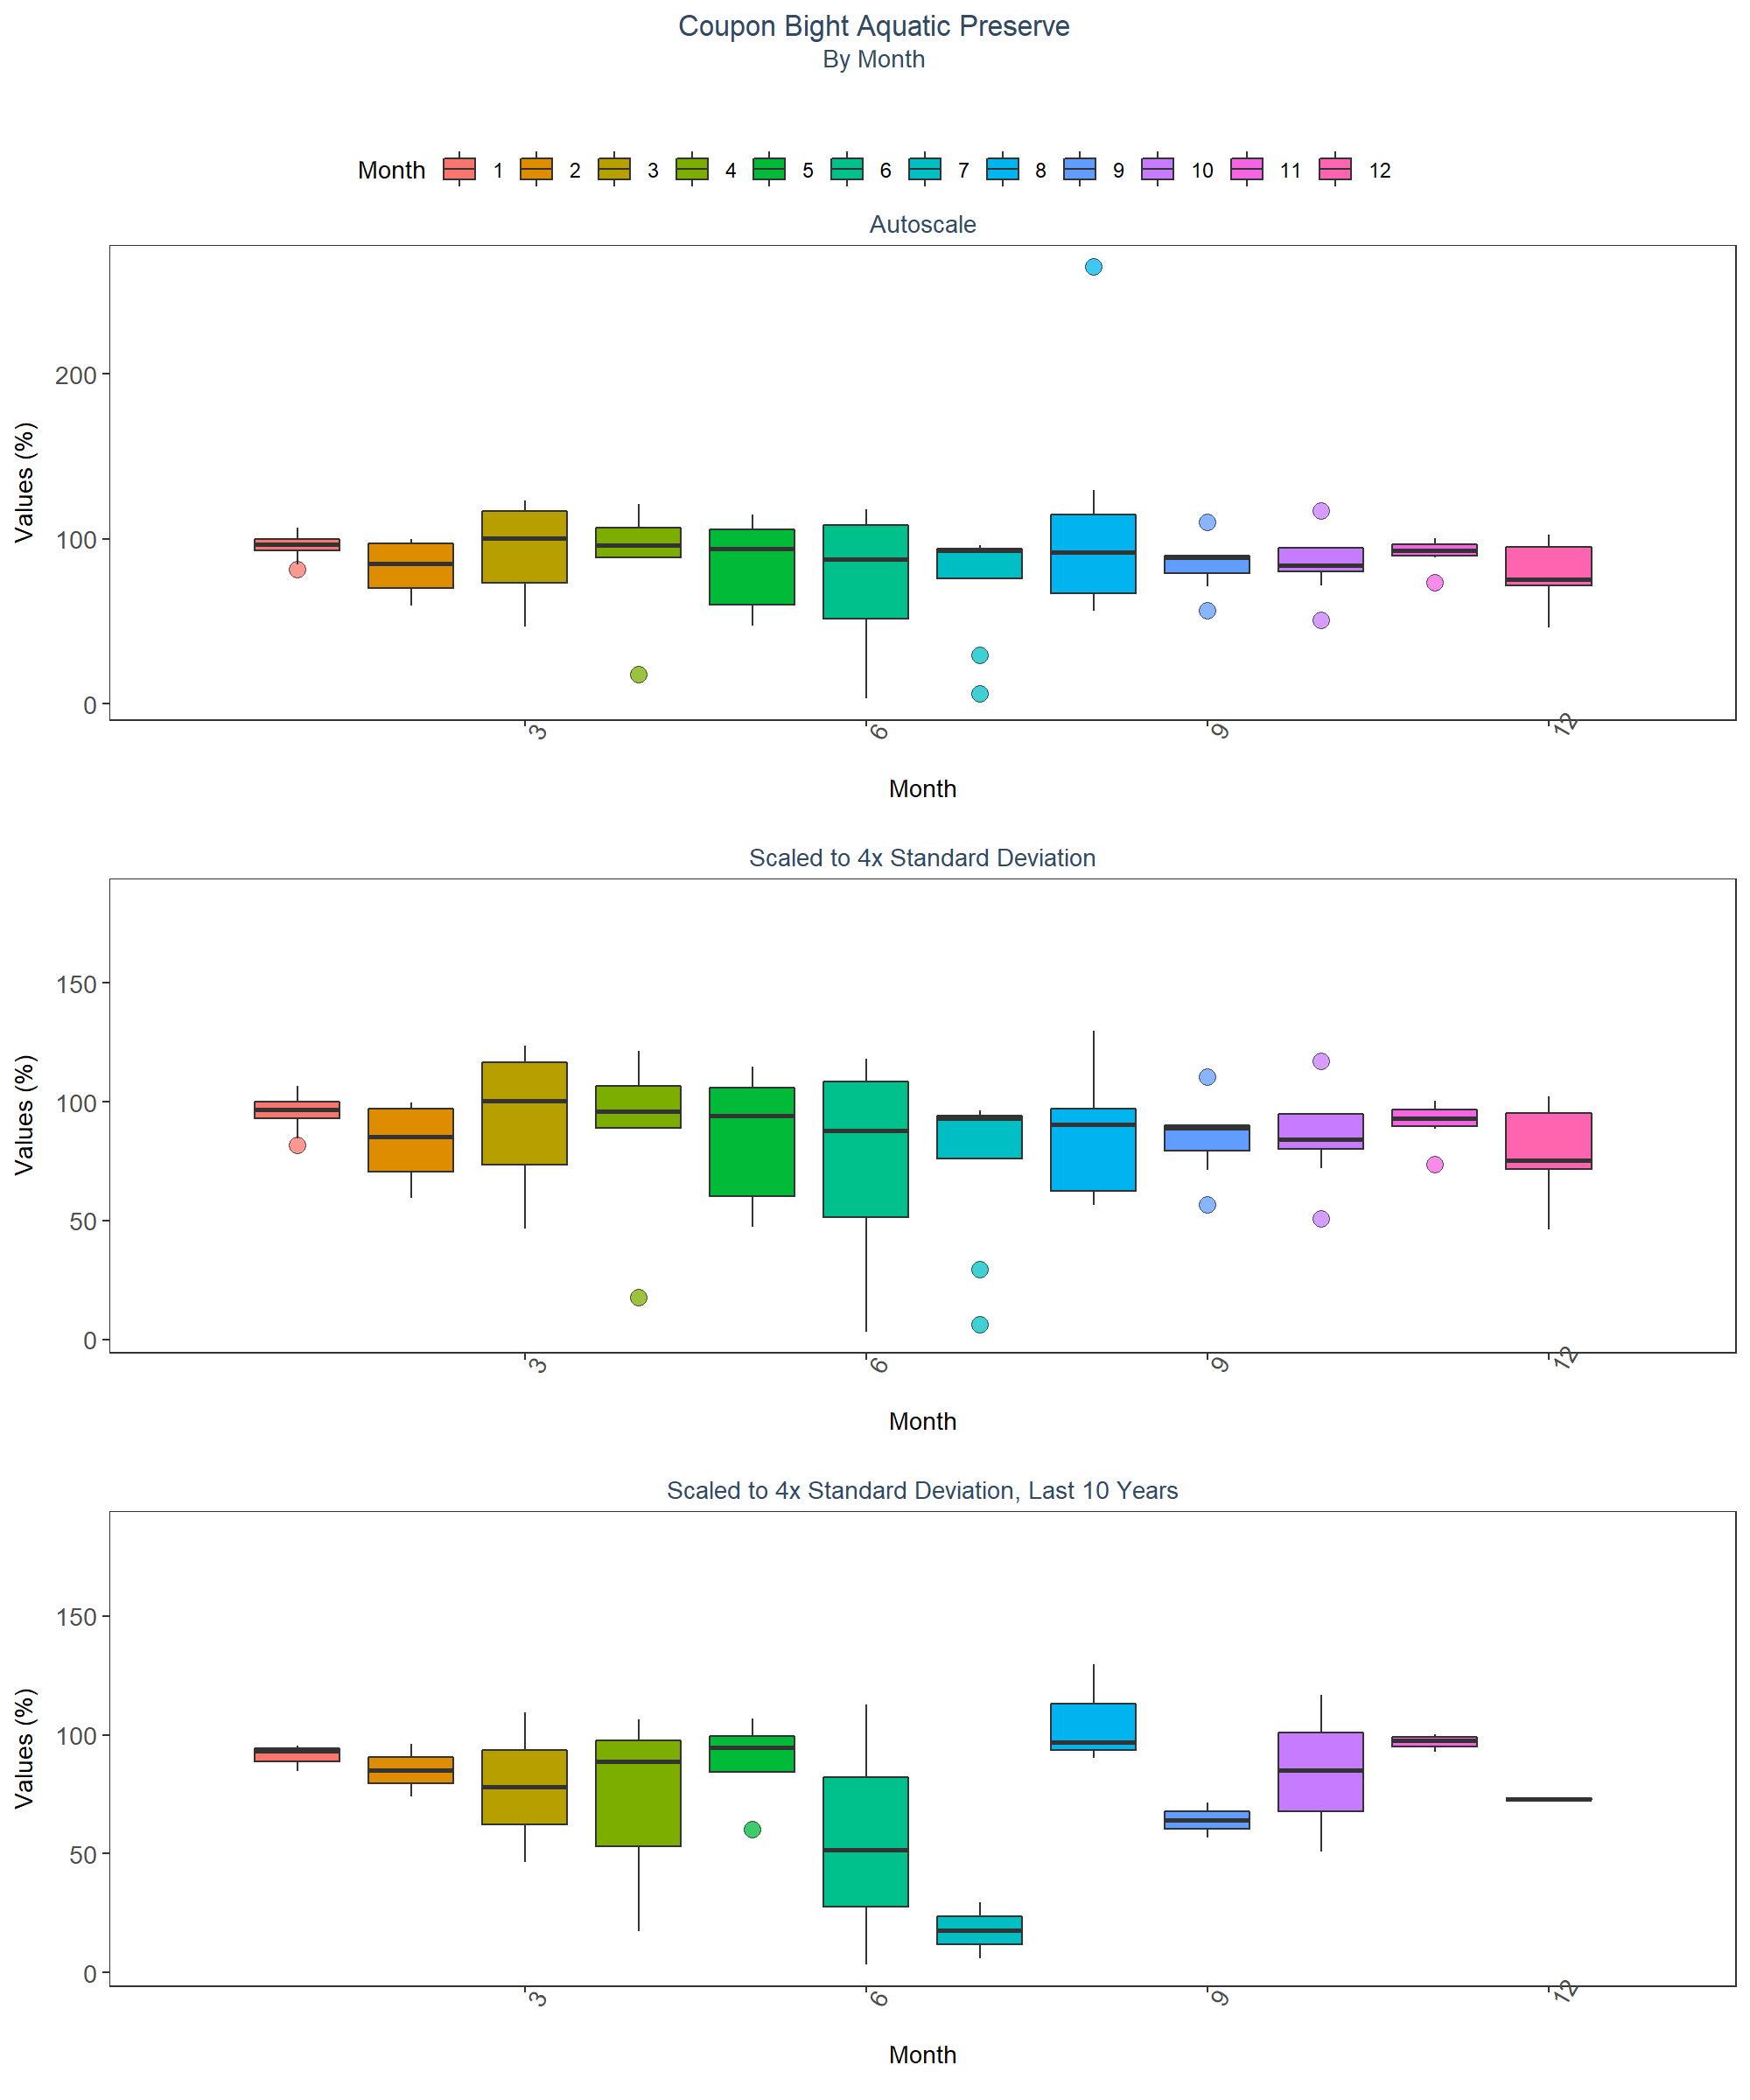 Coupon Bight Aquatic Preserve
By Month
Month 1 2 3 4 5 6 7 8 9 10 11 12
Autoscale
Values (%)
200
100
0
3 6 9 12
Month
Scaled to 4x Standard Deviation
Values (%)
150
100
50
0
3 6 9 12
Month
Scaled to 4x Standard Deviation, Last 10 Years
Values (%)
150
100
50
0
3 6 9 12
Month